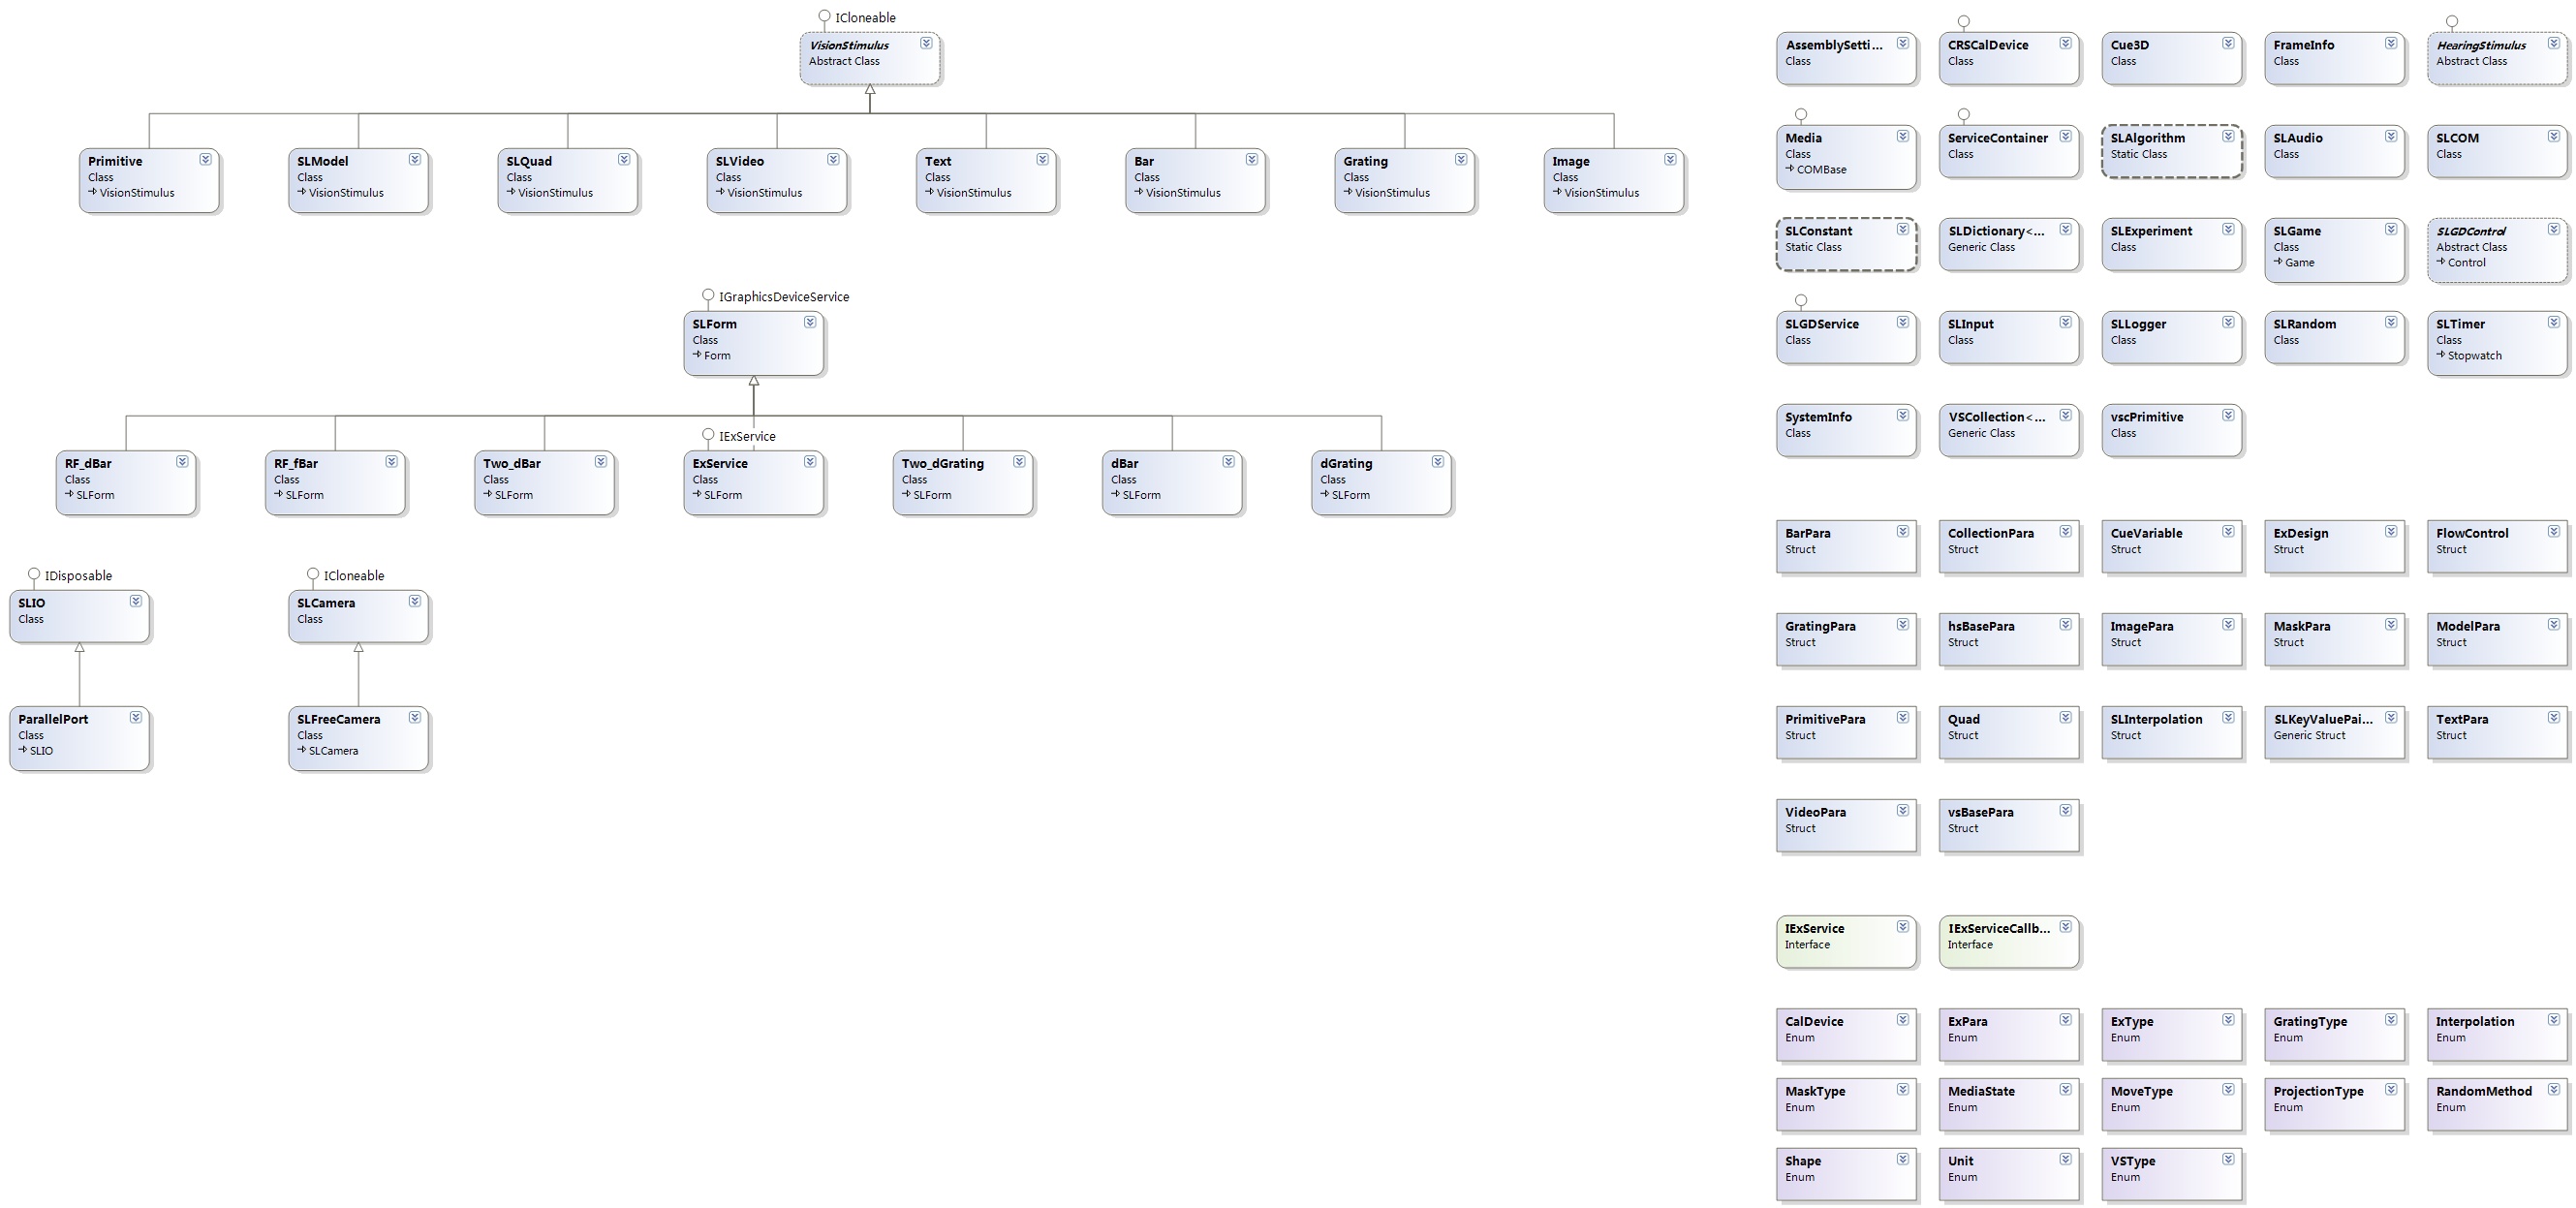 ICloneable
VisionStimulus
Abstract Class
Primitive
Class
VisionStimulus
SLModel
Class
VisionStimulus
SLQuad
Class
VisionStimulus
SLVideo
Class
VisionStimulus
Text
Class
VisionStimulus
Bar
Class
VisionStimulus
Grating
Class
VisionStimulus
Image
Class
VisionStimulus
IGraphicsDeviceService
SLForm
Class
Form
RF_dBar
Class
SLForm
RF_fBar
Class
SLForm
Two_dBar
Class
SLForm
IExService
ExService
Class
SLForm
Two_dGrating
Class
SLForm
dBar
Class
SLForm
dGrating
Class
SLForm
IDisposable
SLIO
Class
ICloneable
SLCamera
Class
ParallelPort
Class
SLIO
SLFreeCamera
Class
SLCamera
AssemblySetti...
Class
CRSCalDevice
Class
Cue3D
Class
FrameInfo
Class
HearingStimulus
Abstract Class
Media
Class
COMBase
ServiceContainer
Class
SLAlgorithm
Static Class
SLAudio
Class
SLCOM
Class
SLConstant
Static Class
SLDictionary<...
Generic Class
SLExperiment
Class
SLGame
Class
Game
SLGDControl
Abstract Class
Control
SLGDService
Class
SLInput
Class
SLLogger
Class
SLRandom
Class
SLTimer
Class
Stopwatch
SystemInfo
Class
VSCollection<...
Generic Class
vscPrimitive
Class
BarPara
Struct
CollectionPara
Struct
CueVariable
Struct
ExDesign
Struct
FlowControl
Struct
GratingPara
Struct
hsBasePara
Struct
ImagePara
Struct
MaskPara
Struct
ModelPara
Struct
PrimitivePara
Struct
Quad
Struct
SLInterpolation
Struct
SLKeyValuePai...
Generic Struct
TextPara
Struct
VideoPara
Struct
vsBasePara
Struct
IExService
Interface
IExServiceCallb...
Interface
CalDevice
Enum
ExPara
Enum
ExType
Enum
GratingType
Enum
Interpolation
Enum
MaskType
Enum
MediaState
Enum
MoveType
Enum
ProjectionType
Enum
RandomMethod
Enum
Shape
Enum
Unit
Enum
VSType
Enum